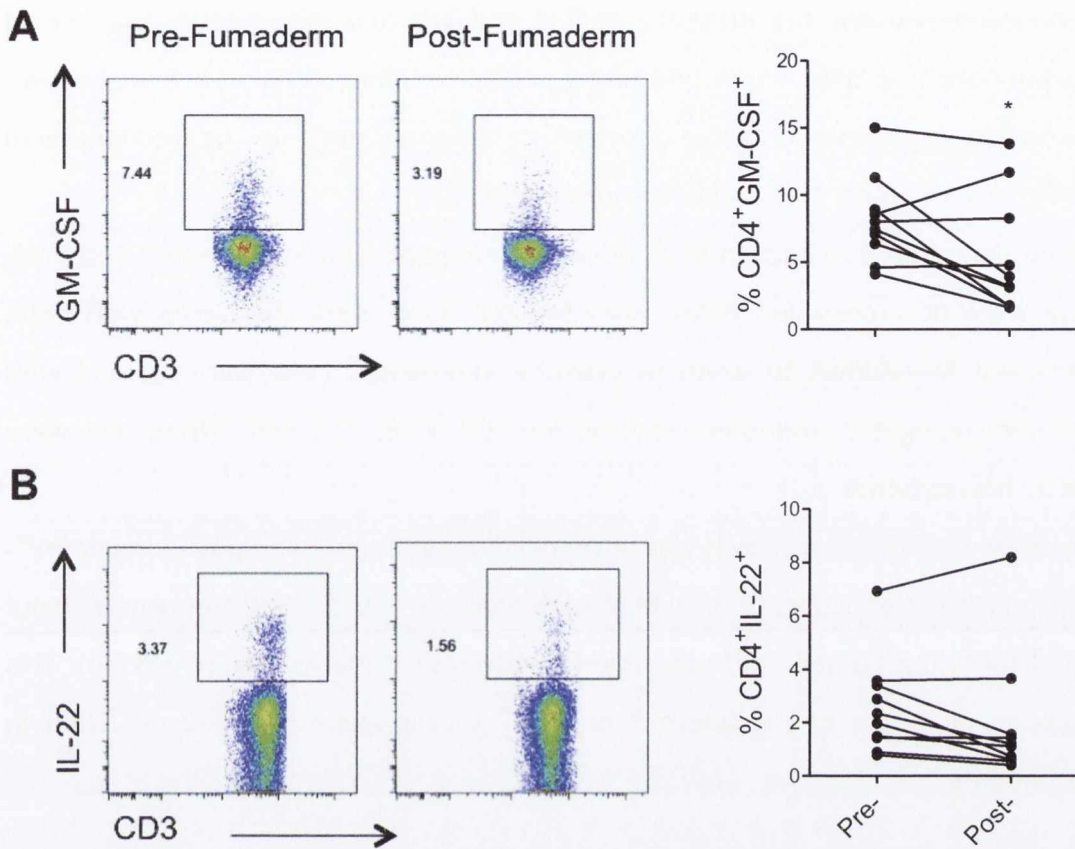 A
Pre-Fumaderm
Post-Fumaderm
GM-CSF
7.44
3.19
CD3
% CD4+GM-CSF+
20
15
10
5
0
*
B
IL-22
3.37
1.56
CD3
% CD4+IL-22+
10
8
6
4
2
0
Pre-
Post-